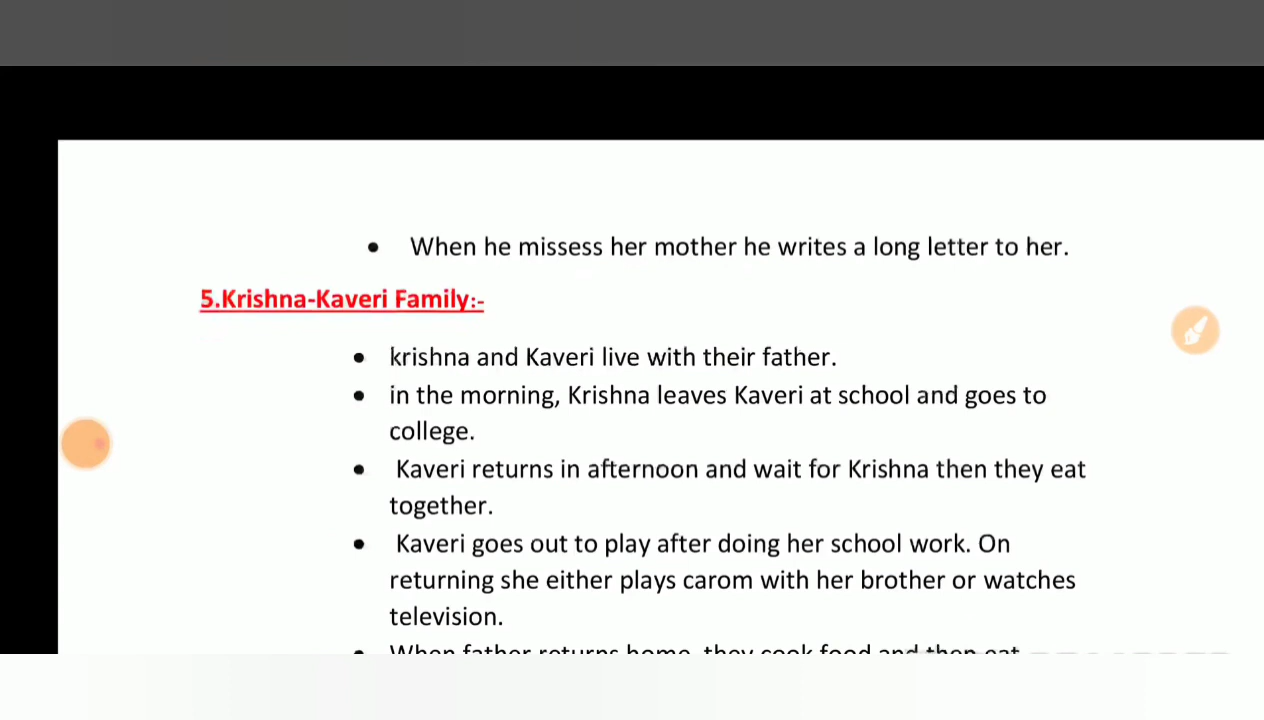 • When he missess her mother he writes a long letter to her.
5.Krishna-Kaveri Family:-
• krishna and Kaveri live with their father.
• in the morning, Krishna leaves Kaveri at school and goes to
college.
• Kaveri returns in afternoon and wait for Krishna then they eat
together.
• Kaveri goes out to play after doing her school work. On
returning she either plays carom with her brother or watches
television.
• When father returns home, they cook food and then eat